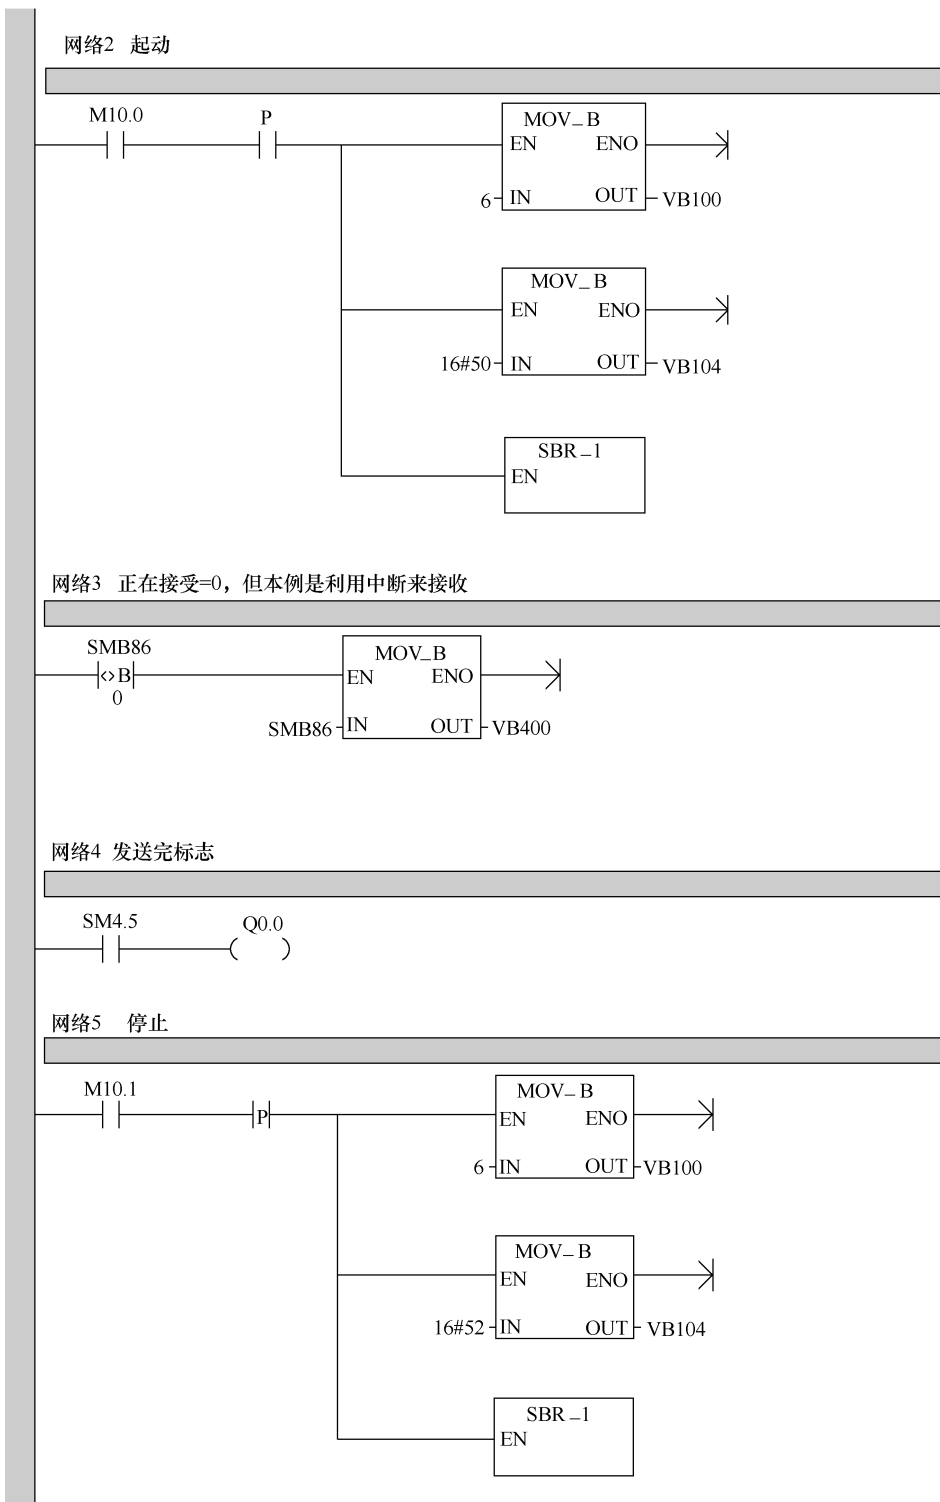 网络2 起动
M10.0 P
MOV_B
EN ENO
6 IN OUT VB100
MOV_B
EN ENO
16#50 IN OUT VB104
SBR_1
EN
网络3 正在接受=0，但本例是利用中断来接收
SMB86
<>B
0
MOV_B
EN ENO
SMB86 IN OUT VB400
网络4 发送完标志
SM4.5 Q0.0
网络5 停止
M10.1
P
MOV_B
EN ENO
6 IN OUT VB100
MOV_B
EN ENO
16#52 IN OUT VB104
SBR_1
EN